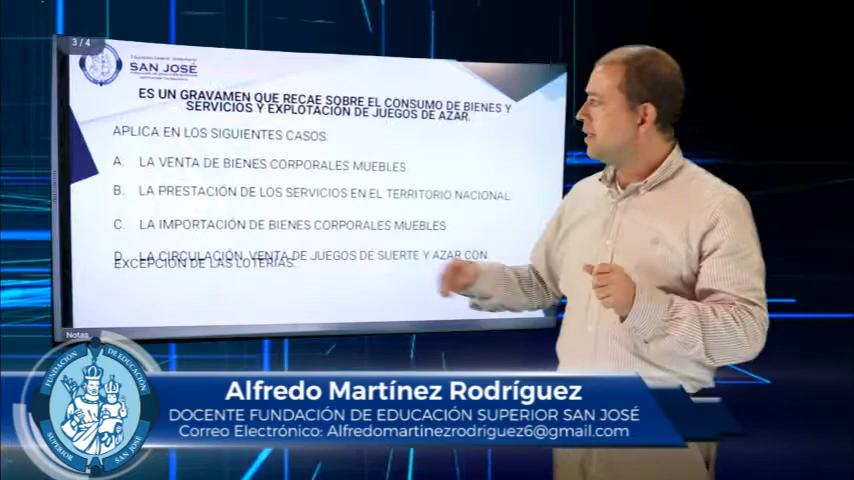 3 / 4
SAN JOSÉ
ES UN GRAVAMEN QUE RECAE SOBRE EL CONSUMO DE BIENES Y
SERVICIOS Y EXPLOTACIÓN DE JUEGOS DE AZAR.
APLICA EN LOS SIGUIENTES CASOS:
A. LA VENTA DE BIENES CORPORALES MUEBLES
B. LA PRESTACIÓN DE LOS SERVICIOS EN EL TERRITORIO NACIONAL
C. LA IMPORTACIÓN DE BIENES CORPORALES MUEBLES
D. LA CIRCULACIÓN, VENTA DE JUEGOS DE SUERTE Y AZAR CON
EXCEPCIÓN DE LAS LOTERIAS.
Notas
FUNDACIÓN DE EDUCACIÓN
SUPERIOR SAN JOSÉ
Alfredo Martínez Rodríguez
DOCENTE FUNDACIÓN DE EDUCACIÓN SUPERIOR SAN JOSÉ
Correo Electrónico: Alfredomartinezrodriguez6@gmail.com